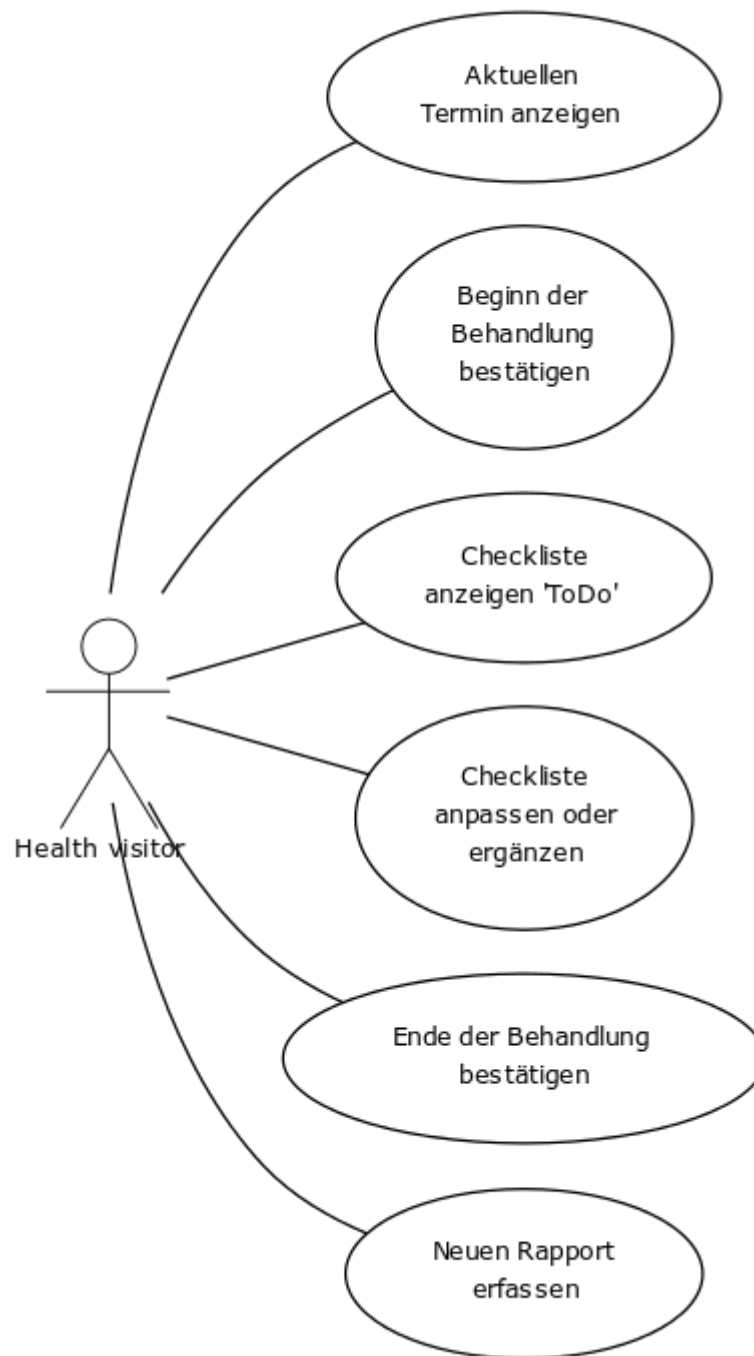 Aktuellen
Termin anzeigen
Beginn der
Behandlung
bestätigen
Checkliste
anzeigen 'ToDo'
Checkliste
anpassen oder
ergänzen
Health visitor
Ende der Behandlung
bestätigen
Neuen Rapport
erfassen